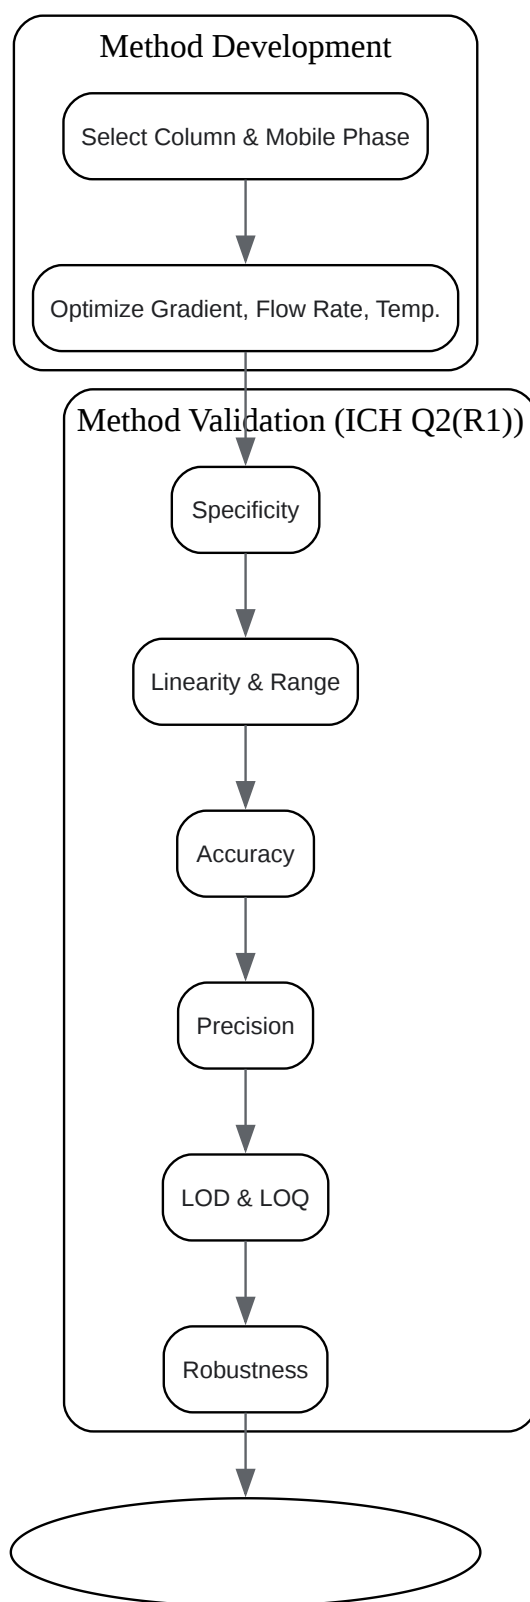 Method Development
Select Column & Mobile Phase
Optimize Gradient, Flow Rate, Temp.
Method Validation (ICH Q2(R1))
Specificity
Linearity & Range
Accuracy
Precision
LOD & LOQ
Robustness